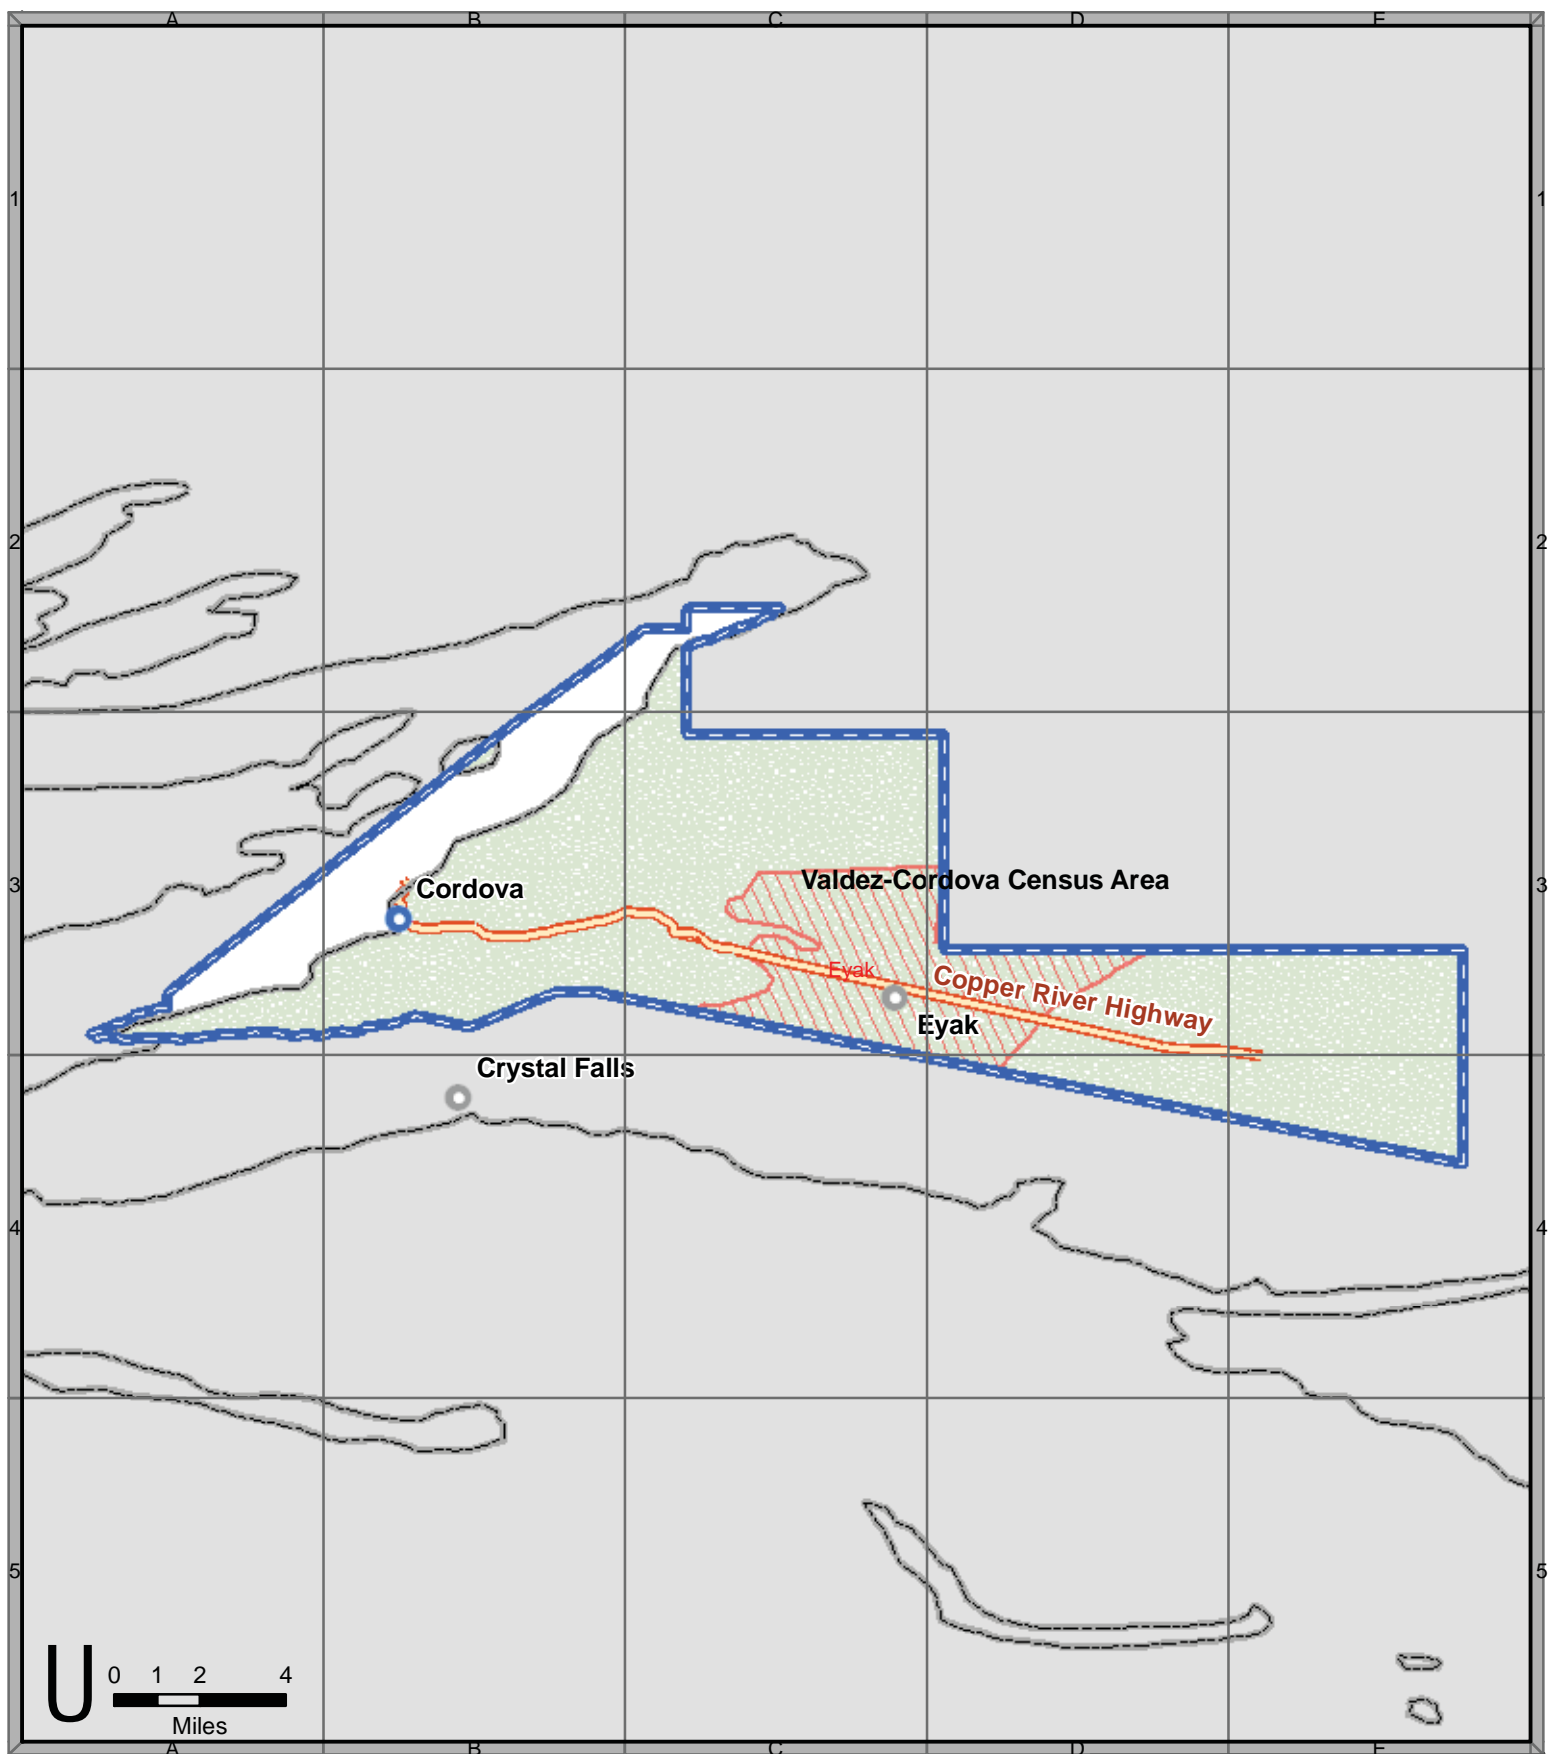 A B C D E
1 1
2 2
Cordova
3 3
Valdez-Cordova Census Area
Eyak
Copper River Highway
Eyak
Crystal Falls
4 4
5 5
U
0 1 2 4
Miles
A B C D E